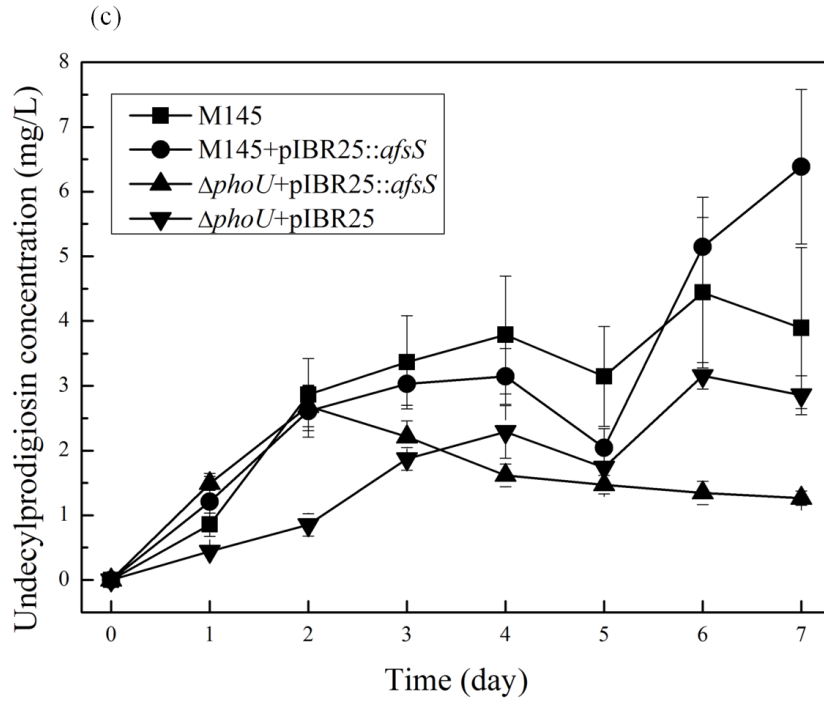 (c)
Undecylprodigiosin concentration (mg/L)
8
7
6
5
4
3
2
1
0
M145
M145+pIBR25::afsS
ΔphoU+pIBR25::afsS
ΔphoU+pIBR25
0 1 2 3 4 5 6 7
Time (day)